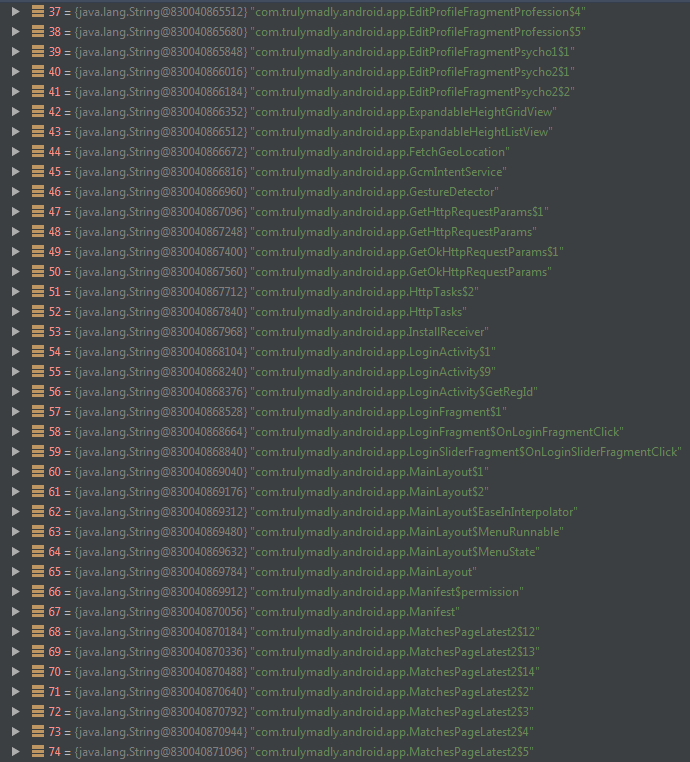 37 = {java.lang.String@830040865512} "com.trulymadly.android.app.EditProfileFragmentProfession$4"
38 = {java.lang.String@830040865680} "com.trulymadly.android.app.EditProfileFragmentProfession$5"
39 = {java.lang.String@830040865848} "com.trulymadly.android.app.EditProfileFragmentPsycho1$1"
40 = {java.lang.String@830040866016} "com.trulymadly.android.app.EditProfileFragmentPsycho2$1"
41 = {java.lang.String@830040866184} "com.trulymadly.android.app.EditProfileFragmentPsycho2$2"
42 = {java.lang.String@830040866352} "com.trulymadly.android.app.ExpandableHeightGridView"
43 = {java.lang.String@830040866512} "com.trulymadly.android.app.ExpandableHeightListView"
44 = {java.lang.String@830040866672} "com.trulymadly.android.app.FetchGeoLocation"
45 = {java.lang.String@830040866816} "com.trulymadly.android.app.GcmIntentService"
46 = {java.lang.String@830040866960} "com.trulymadly.android.app.GestureDetector"
47 = {java.lang.String@830040867096} "com.trulymadly.android.app.GetHttpRequestParams$1"
48 = {java.lang.String@830040867248} "com.trulymadly.android.app.GetHttpRequestParams"
49 = {java.lang.String@830040867400} "com.trulymadly.android.app.GetOkHttpRequestParams$1"
50 = {java.lang.String@830040867560} "com.trulymadly.android.app.GetOkHttpRequestParams"
51 = {java.lang.String@830040867712} "com.trulymadly.android.app.HttpTasks$2"
52 = {java.lang.String@830040867840} "com.trulymadly.android.app.HttpTasks"
53 = {java.lang.String@830040867968} "com.trulymadly.android.app.InstallReceiver"
54 = {java.lang.String@830040868104} "com.trulymadly.android.app.LoginActivity$1"
55 = {java.lang.String@830040868240} "com.trulymadly.android.app.LoginActivity$9"
56 = {java.lang.String@830040868376} "com.trulymadly.android.app.LoginActivity$GetRegId"
57 = {java.lang.String@830040868528} "com.trulymadly.android.app.LoginFragment$1"
58 = {java.lang.String@830040868664} "com.trulymadly.android.app.LoginFragment$OnLoginFragmentClick"
59 = {java.lang.String@830040868840} "com.trulymadly.android.app.LoginSliderFragment$OnLoginSliderFragmentClick"
60 = {java.lang.String@830040869040} "com.trulymadly.android.app.MainLayout$1"
61 = {java.lang.String@830040869176} "com.trulymadly.android.app.MainLayout$2"
62 = {java.lang.String@830040869312} "com.trulymadly.android.app.MainLayout$EaseInInterpolator"
63 = {java.lang.String@830040869480} "com.trulymadly.android.app.MainLayout$MenuRunnable"
64 = {java.lang.String@830040869632} "com.trulymadly.android.app.MainLayout$MenuState"
65 = {java.lang.String@830040869784} "com.trulymadly.android.app.MainLayout"
66 = {java.lang.String@830040869912} "com.trulymadly.android.app.Manifest$permission"
67 = {java.lang.String@830040870056} "com.trulymadly.android.app.Manifest"
68 = {java.lang.String@830040870184} "com.trulymadly.android.app.MatchesPageLatest2$12"
69 = {java.lang.String@830040870336} "com.trulymadly.android.app.MatchesPageLatest2$13"
70 = {java.lang.String@830040870488} "com.trulymadly.android.app.MatchesPageLatest2$14"
71 = {java.lang.String@830040870640} "com.trulymadly.android.app.MatchesPageLatest2$2"
72 = {java.lang.String@830040870792} "com.trulymadly.android.app.MatchesPageLatest2$3"
73 = {java.lang.String@830040870944} "com.trulymadly.android.app.MatchesPageLatest2$4"
74 = {java.lang.String@830040871096} "com.trulymadly.android.app.MatchesPageLatest2$5"